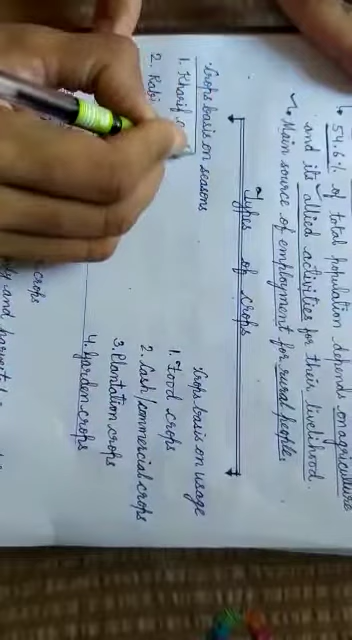 54.6% of total population depends on agriculture
and its allied activities for their livelihood.
Main source of employment for rural people.
Types of crops
Crops basis on seasons
1. Kharif
2. Rabi
Crops basis on usage
1. Food crops
2. Cash/commercial crops
3. Plantation crops
4. Garden crops
crops